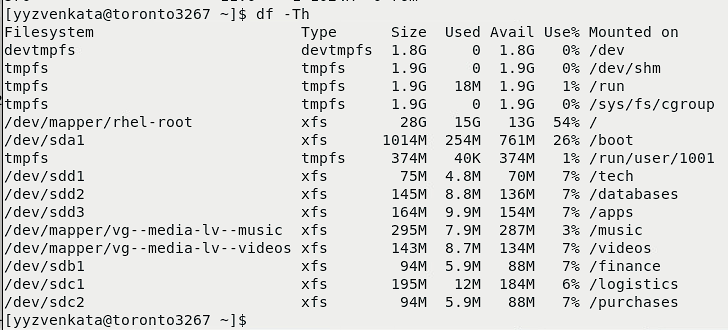 [yyzvenkata@toronto3267 ~]$ df -Th
Filesystem                        Type      Size  Used Avail Use% Mounted on
devtmpfs                          devtmpfs  1.8G     0  1.8G   0% /dev
tmpfs                             tmpfs     1.9G     0  1.9G   0% /dev/shm
tmpfs                             tmpfs     1.9G   18M  1.9G   1% /run
tmpfs                             tmpfs     1.9G     0  1.9G   0% /sys/fs/cgroup
/dev/mapper/rhel-root             xfs        28G   15G   13G  54% /
/dev/sda1                         xfs      1014M  254M  761M  26% /boot
tmpfs                             tmpfs     374M   40K  374M   1% /run/user/1001
/dev/sdd1                         xfs        75M  4.8M   70M   7% /tech
/dev/sdd2                         xfs       145M  8.8M  136M   7% /databases
/dev/sdd3                         xfs       164M  9.9M  154M   7% /apps
/dev/mapper/vg--media-lv--music   xfs       295M  7.9M  287M   3% /music
/dev/mapper/vg--media-lv--videos  xfs       143M  8.7M  134M   7% /videos
/dev/sdb1                         xfs        94M  5.9M   88M   7% /finance
/dev/sdc1                         xfs       195M   12M  184M   6% /logistics
/dev/sdc2                         xfs        94M  5.9M   88M   7% /purchases
[yyzvenkata@toronto3267 ~]$